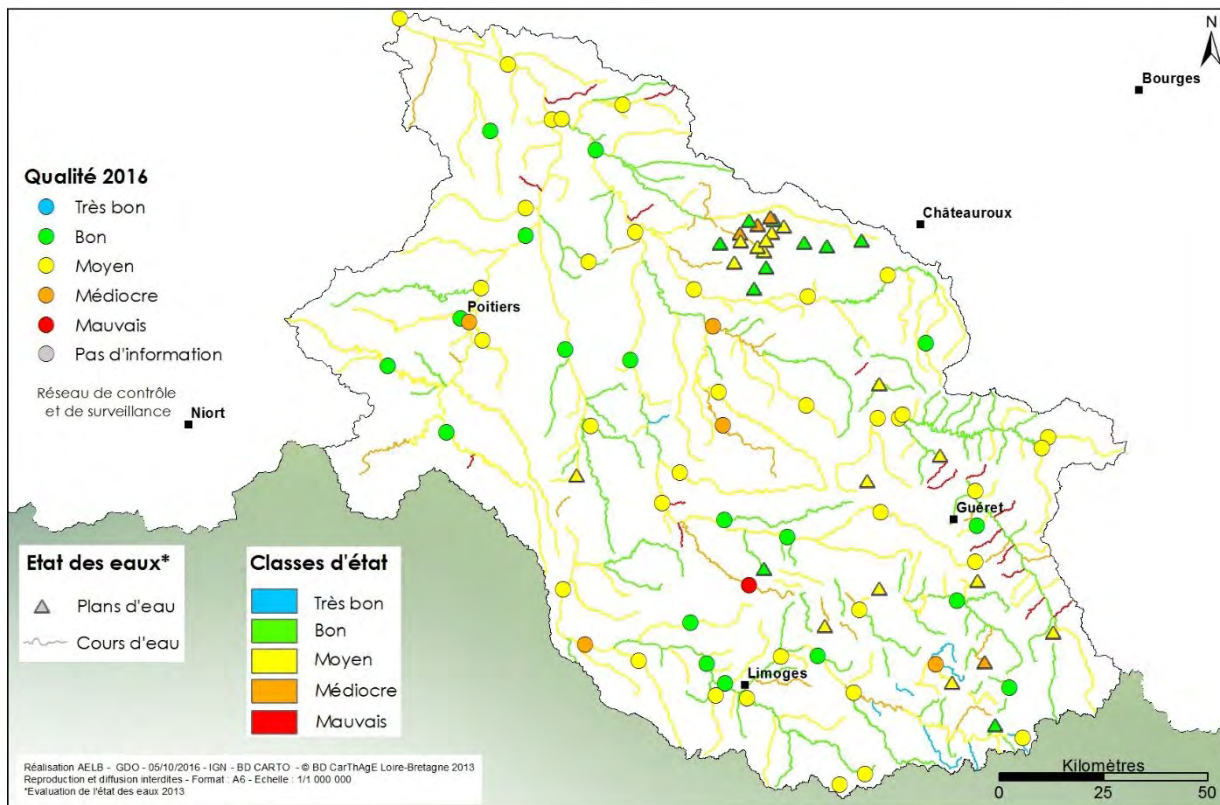 N
Bourges
Châteauroux
Poitiers
Niort
Guéret
Limoges
Qualité 2016
Très bon
Bon
Moyen
Médiocre
Mauvais
Pas d'information
Réseau de contrôle
et de surveillance
Etat des eaux*
Plans d'eau
Cours d'eau
Classes d'état
Très bon
Bon
Moyen
Médiocre
Mauvais
Réalisation AELB - GDO - 05/10/2016 - IGN - BD CARTO - © BD CarThAgE Loire-Bretagne 2013
Reproduction et diffusion interdites - Format : A6 - Echelle : 1/1 000 000
*Evaluation de l'état des eaux 2013
Kilomètres
0 25 50